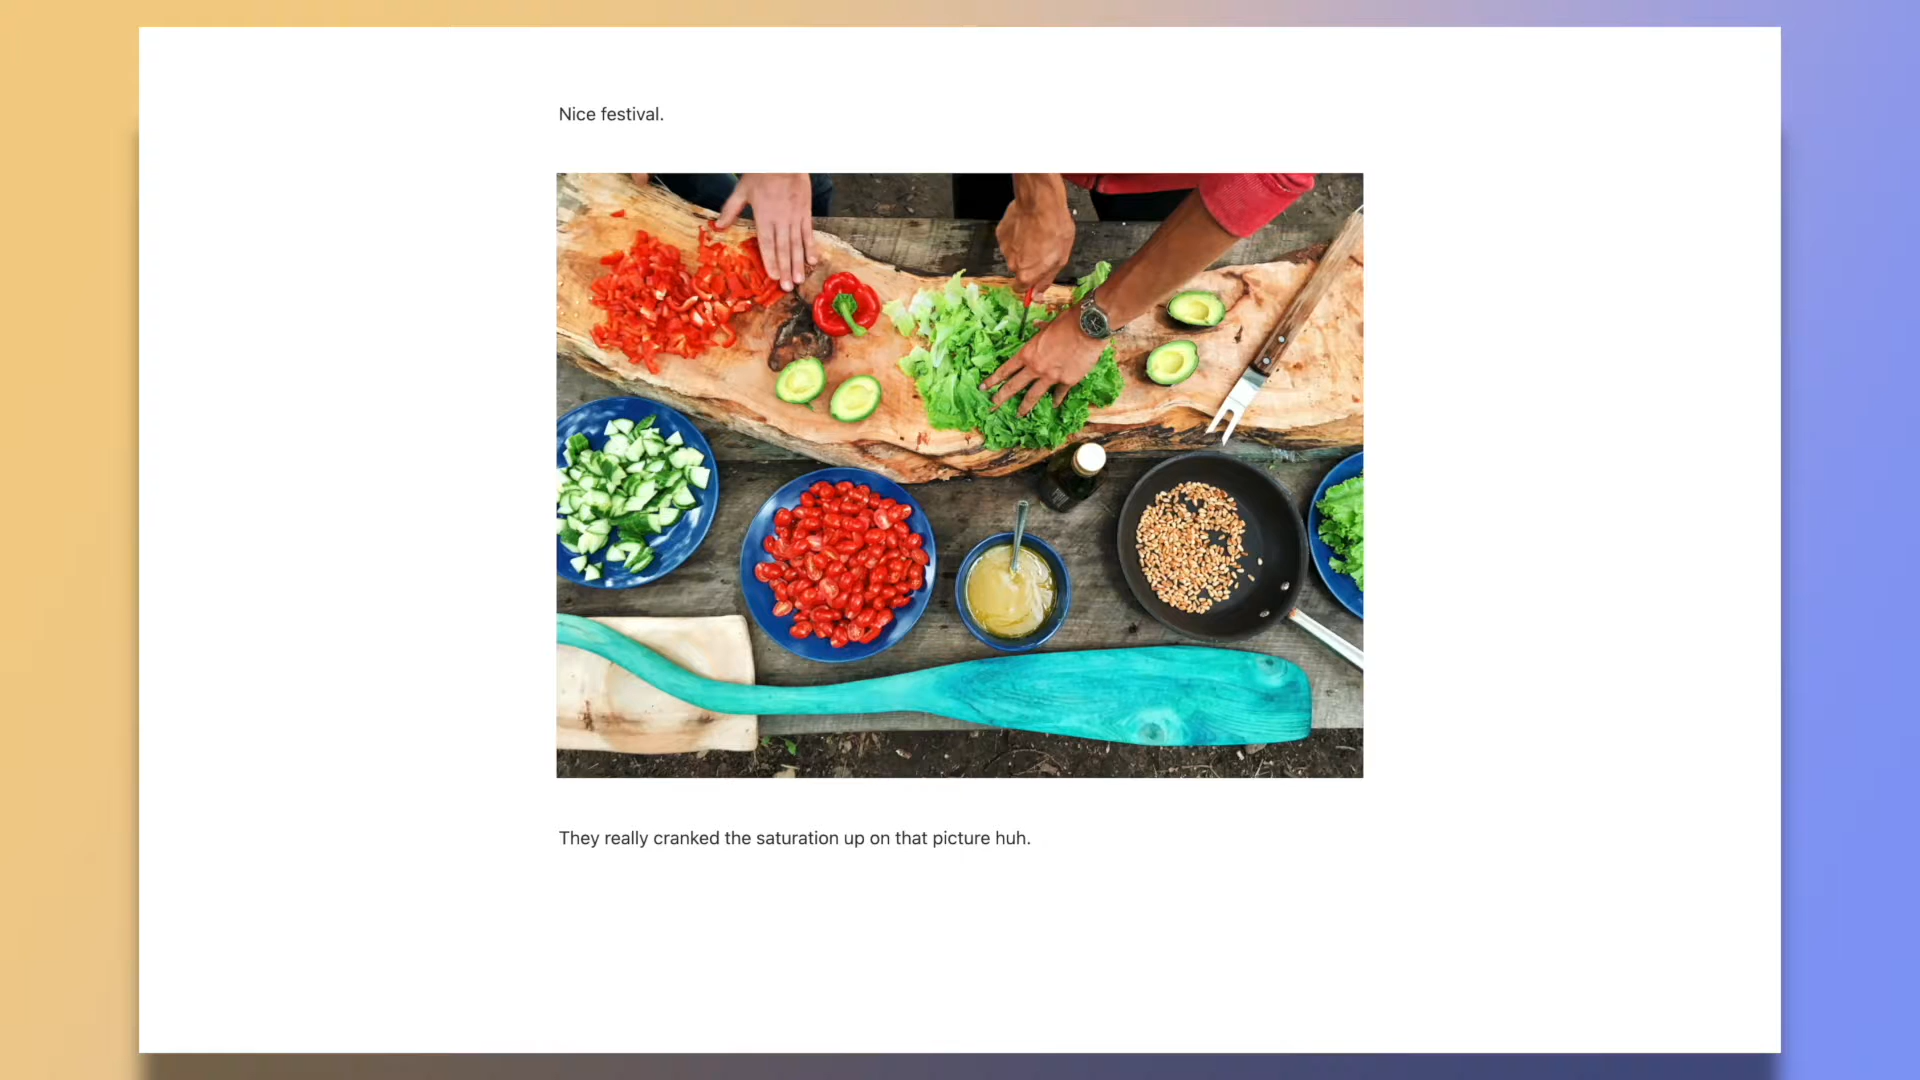 Nice festival.
They really cranked the saturation up on that picture huh.